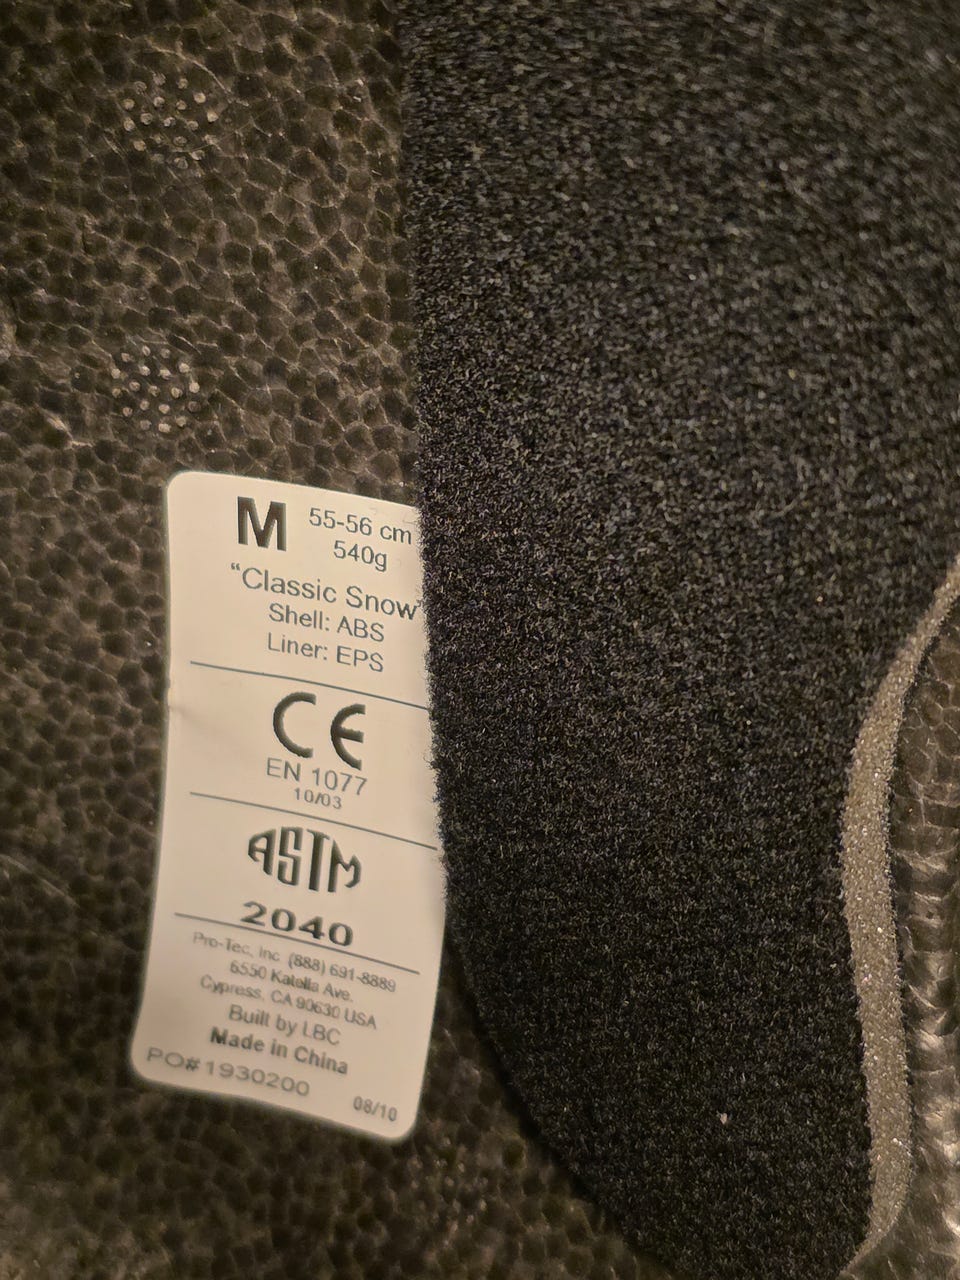 M 55-56 cm
540g
“Classic Snow”
Shell: ABS
Liner: EPS
CE
EN 1077
10/03
ASTM
2040
Pro-Tec, Inc. (888) 691-8889
6550 Katella Ave.
Cypress, CA 90630 USA
Built by LBC
Made in China
PO# 1930200
08/10